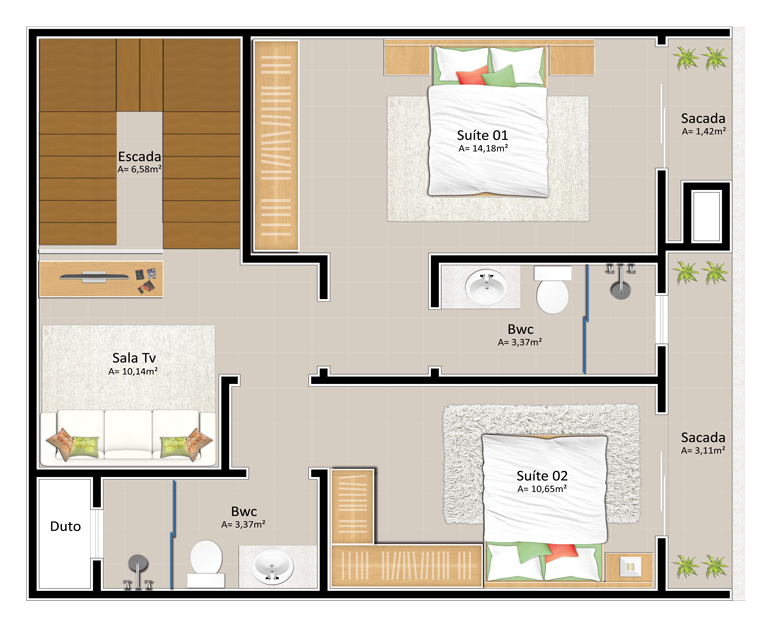 Escada
A= 6,58m²
Suíte 01
A= 14,18m²
Sacada
A= 1,42m²
Sala Tv
A= 10,14m²
Bwc
A= 3,37m²
Sacada
A= 3,11m²
Suíte 02
A= 10,65m²
Duto
Bwc
A= 3,37m²